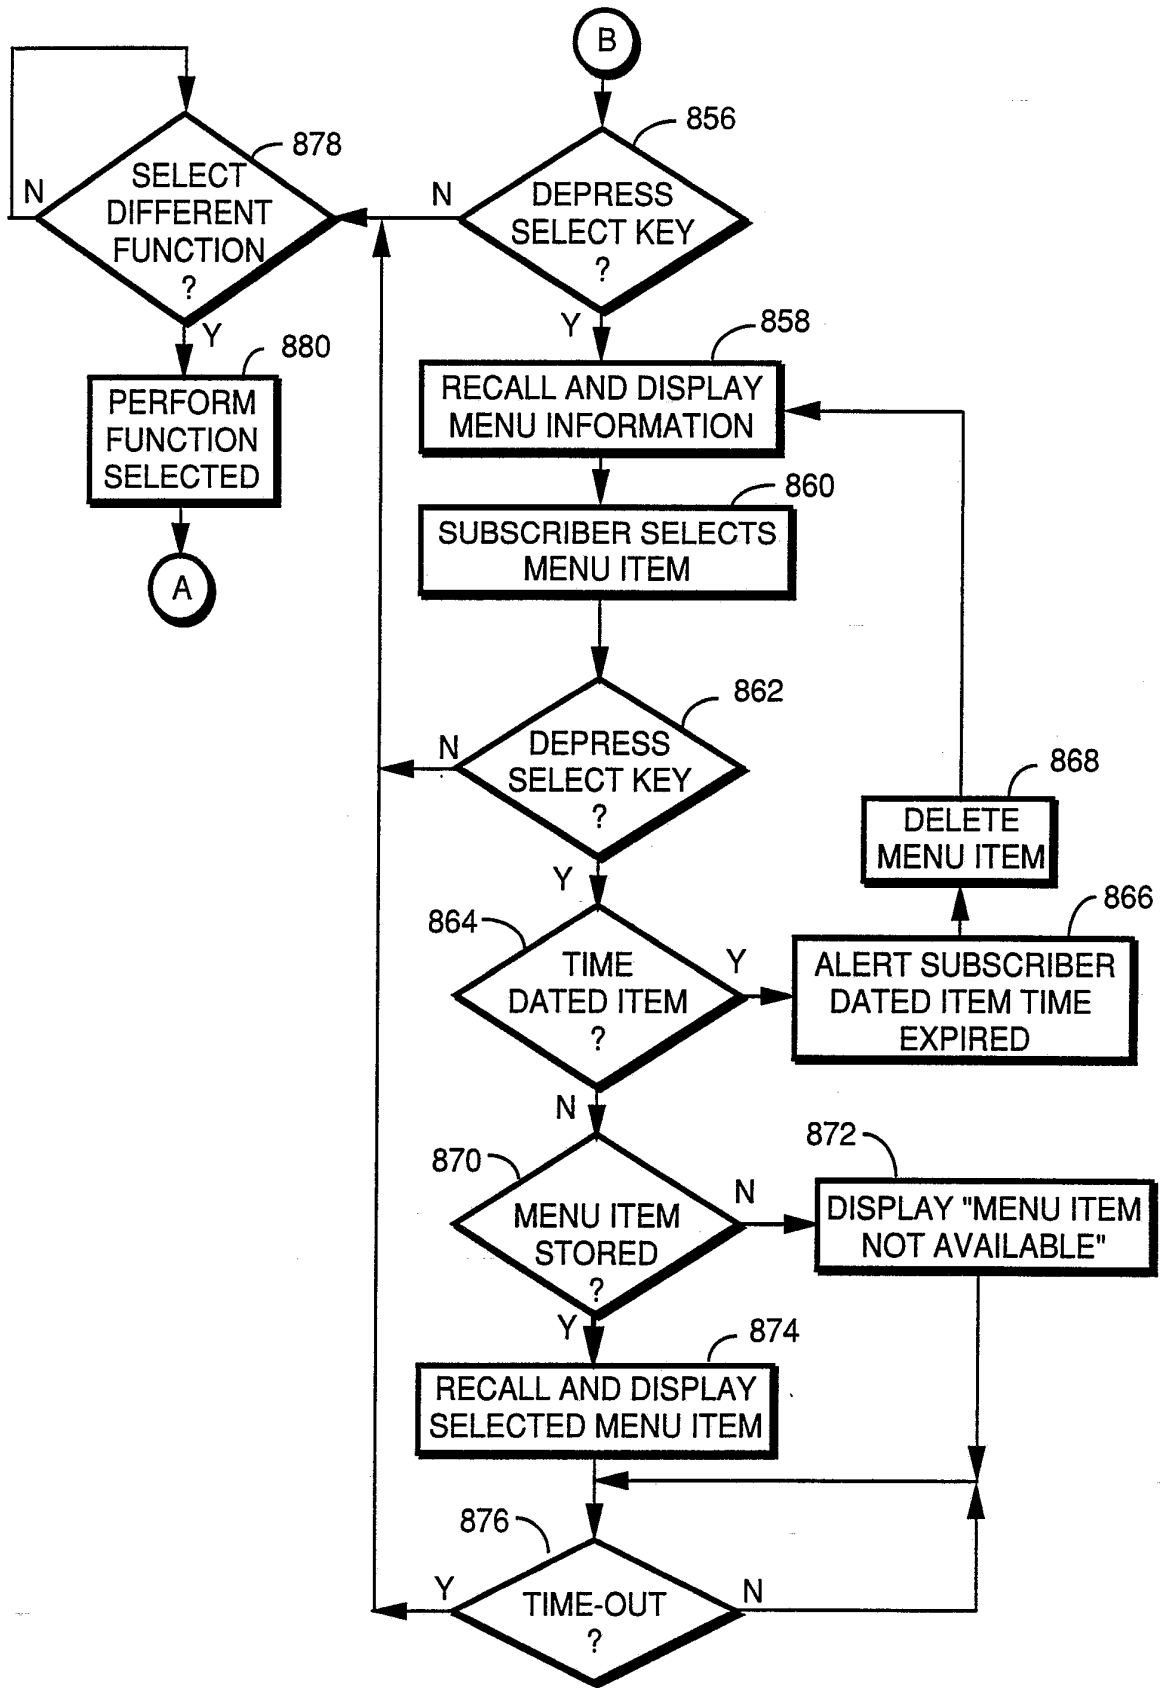 B
856
DEPRESS
SELECT KEY
?
N
Y
878
SELECT
DIFFERENT
FUNCTION
?
N
Y
880
PERFORM
FUNCTION
SELECTED
A
858
RECALL AND DISPLAY
MENU INFORMATION
860
SUBSCRIBER SELECTS
MENU ITEM
862
DEPRESS
SELECT KEY
?
N
Y
864
TIME
DATED ITEM
?
Y
N
868
DELETE
MENU ITEM
866
ALERT SUBSCRIBER
DATED ITEM TIME
EXPIRED
870
MENU ITEM
STORED
?
N
Y
872
DISPLAY "MENU ITEM
NOT AVAILABLE"
874
RECALL AND DISPLAY
SELECTED MENU ITEM
876
TIME-OUT
?
Y
N